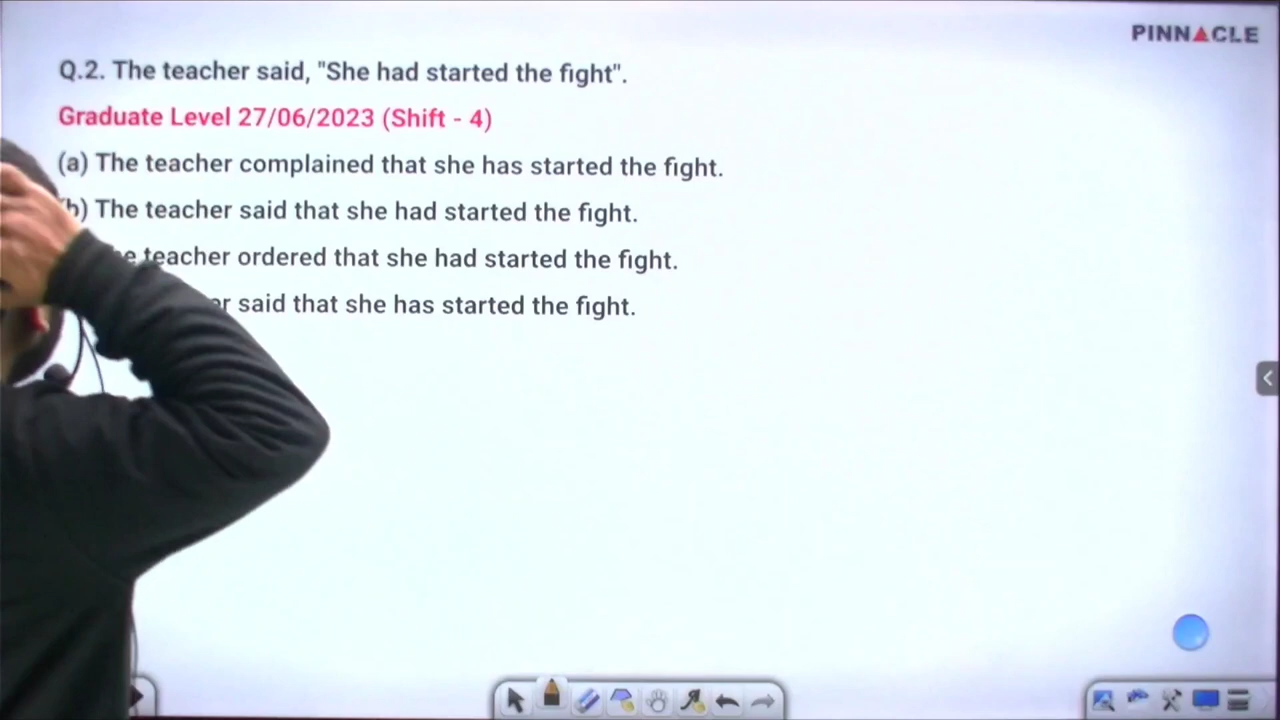 PINNACLE
Q.2. The teacher said, "She had started the fight".
Graduate Level 27/06/2023 (Shift - 4)
(a) The teacher complained that she has started the fight.
b) The teacher said that she had started the fight.
teacher ordered that she had started the fight.
said that she has started the fight.